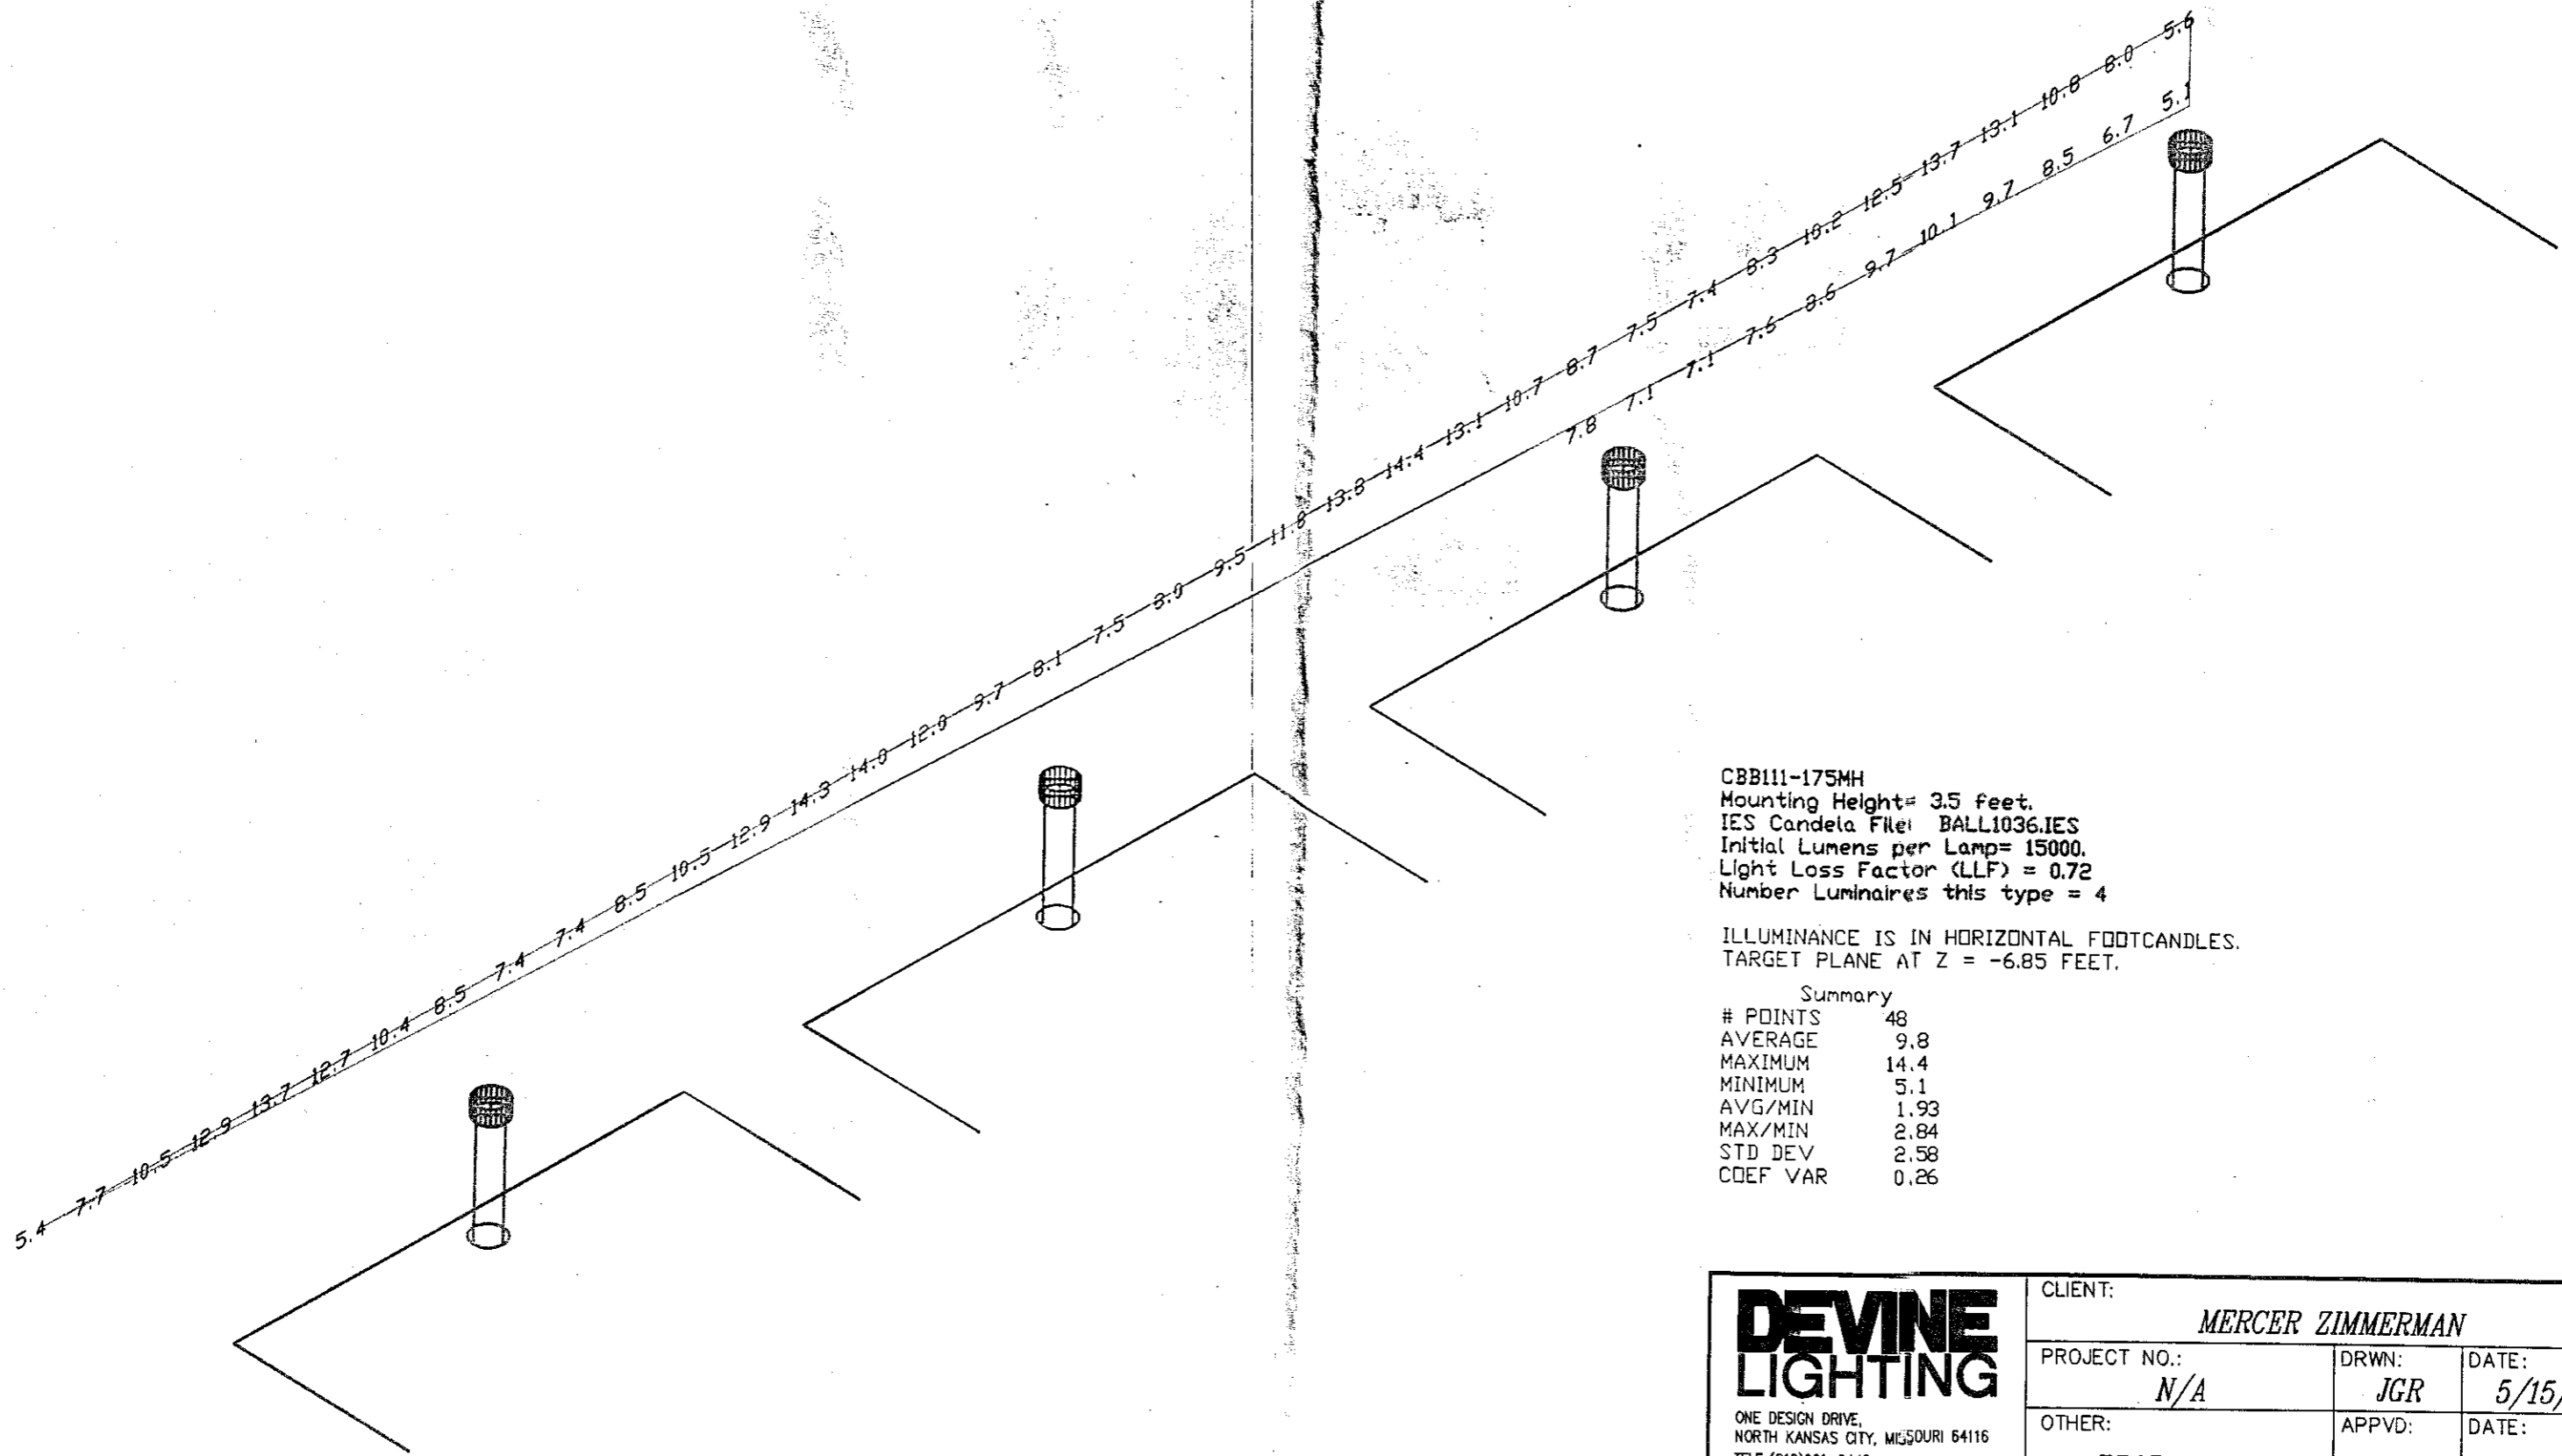 5.4 7.7 10.5 12.9 13.7 12.7 10.4 8.5 7.4 7.4 8.5 10.5 12.9 14.3 14.0 12.0 9.7 8.1 7.5 8.0 9.5 11.8 13.8 14.4 13.1 10.7 8.7 7.5 7.4 8.3 10.2 12.5 13.7 13.1 10.8 8.0 5.6
7.8 7.1 7.1 7.6 8.6 9.7 10.1 9.7 8.5 6.7 5.1
CBB111-175MH
Mounting Height= 3.5 feet.
IES Candela File: BALL1036.IES
Initial Lumens per Lamp= 15000.
Light Loss Factor (LLF) = 0.72
Number Luminaires this type = 4
ILLUMINANCE IS IN HORIZONTAL FOOTCANDLES.
TARGET PLANE AT Z = -6.85 FEET.
Summary
# POINTS 48
AVERAGE 9.8
MAXIMUM 14.4
MINIMUM 5.1
AVG/MIN 1.93
MAX/MIN 2.84
STD DEV 2.58
COEF VAR 0.26
DEVINE
LIGHTING
ONE DESIGN DRIVE,
NORTH KANSAS CITY, MISSOURI 64116
CLIENT:
MERCER ZIMMERMAN
PROJECT NO.: DRWN: DATE:
N/A JGR 5/15/
OTHER: APPVD: DATE: